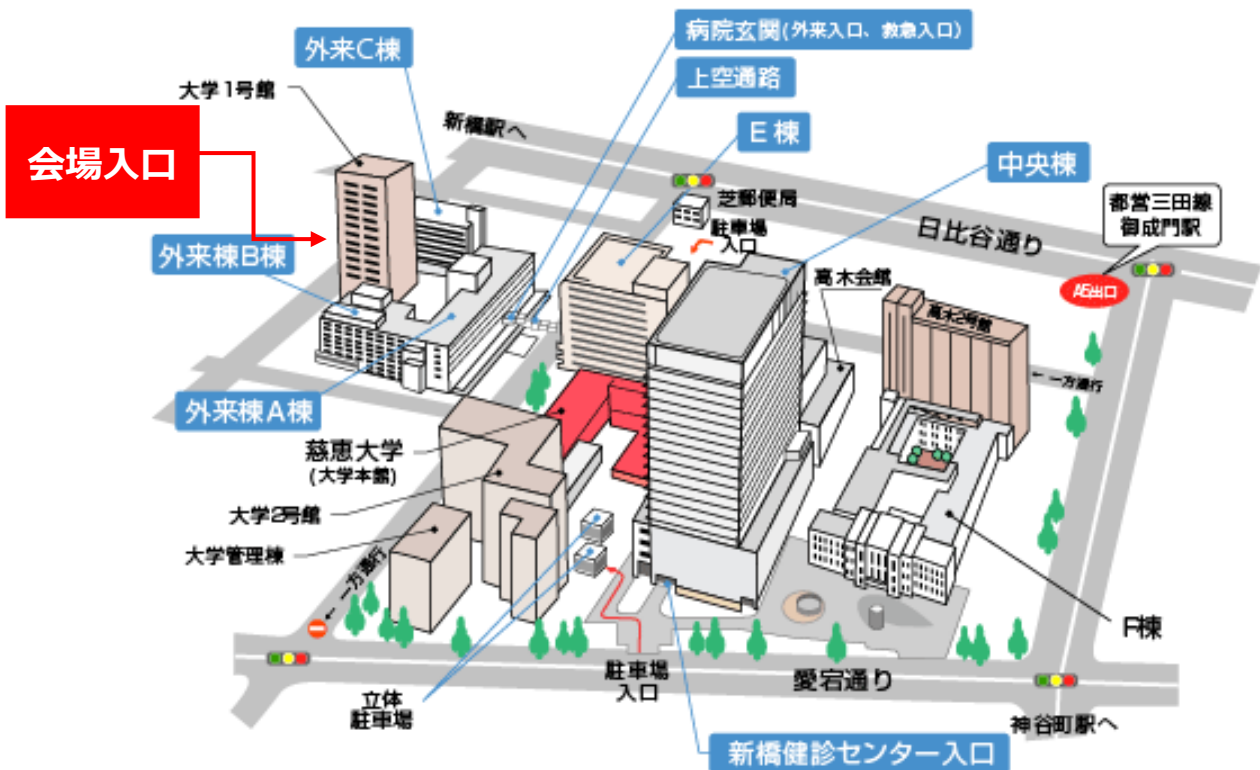 病院玄関(外来入口、救急入口)
外来C棟
上空通路
大学1号館
新橋駅へ
E棟
会場入口
中央棟
芝郵便局
都営三田線
御成門駅
駐車場
入口
日比谷通り
外来棟B棟
高木会館
A5出口
高木2号館
← 一方通行
外来棟A棟
慈恵大学
(大学本館)
大学2号館
大学管理棟
← 一方通行
F棟
駐車場
入口
愛宕通り
立体
駐車場
神谷町駅へ
新橋健診センター入口